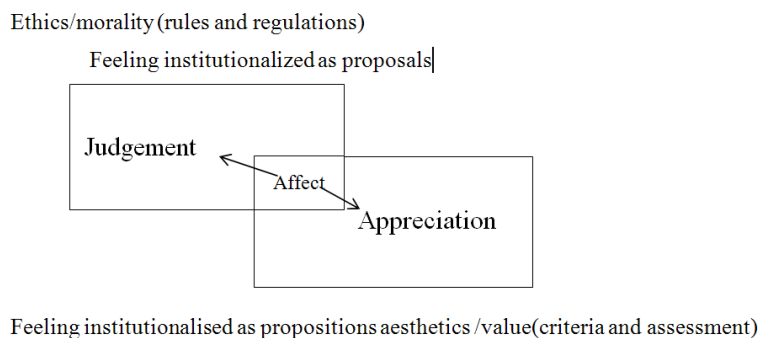 Ethics/morality (rules and regulations)
Feeling institutionalized as proposals
Judgement
Affect
Appreciation
Feeling institutionalised as propositions aesthetics /value(criteria and assessment)